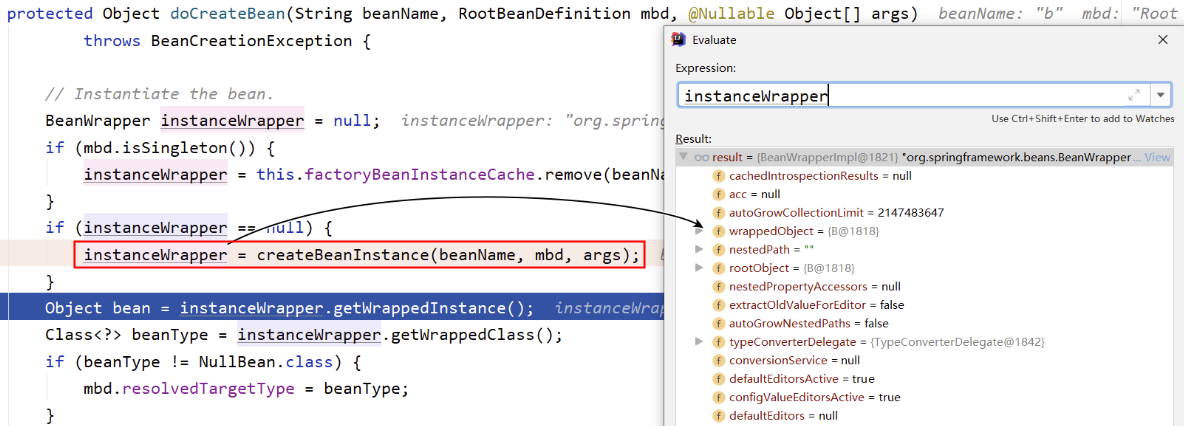 protected Object doCreateBean(String beanName, RootBeanDefinition mbd, @Nullable Object[] args) beanName: "b" mbd: "Root
throws BeanCreationException {
// Instantiate the bean.
BeanWrapper instanceWrapper = null; instanceWrapper: "org.spring
if (mbd.isSingleton()) {
instanceWrapper = this.factoryBeanInstanceCache.remove(beanNa
}
if (instanceWrapper == null) {
instanceWrapper = createBeanInstance(beanName, mbd, args);
}
Object bean = instanceWrapper.getWrappedInstance(); instanceWrap
Class<?> beanType = instanceWrapper.getWrappedClass();
if (beanType != NullBean.class) {
mbd.resolvedTargetType = beanType;
}
Evaluate
Expression:
instanceWrapper
Use Ctrl+Shift+Enter to add to Watches
Result:
result = {BeanWrapperImpl@1821} "org.springframework.beans.BeanWrapper ... View
f cachedIntrospectionResults = null
f acc = null
f autoGrowCollectionLimit = 2147483647
f wrappedObject = {B@1818}
f nestedPath = ""
f rootObject = {B@1818}
f nestedPropertyAccessors = null
f extractOldValueForEditor = false
f autoGrowNestedPaths = false
f typeConverterDelegate = {TypeConverterDelegate@1842}
f conversionService = null
f defaultEditorsActive = true
f configValueEditorsActive = true
f defaultEditors = null